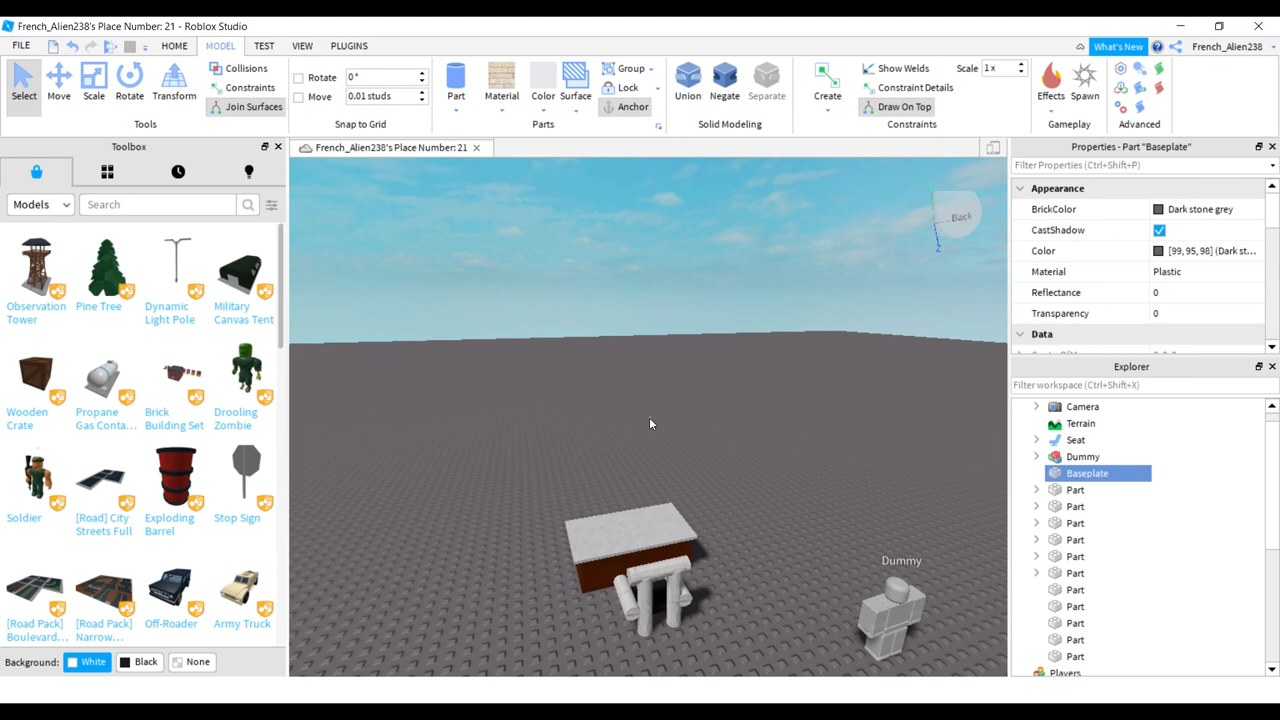 French_Alien238's Place Number: 21 - Roblox Studio
FILE HOME MODEL TEST VIEW PLUGINS What's New French_Alien238
Select Move Scale Rotate Transform
Collisions
Constraints
Join Surfaces
Tools
Rotate 0°
Move 0.01 studs
Snap to Grid
Part Material Color Surface
Group
Lock
Anchor
Parts
Union Negate Separate
Solid Modeling
Create
Show Welds Scale 1 x
Constraint Details
Draw On Top
Constraints
Effects Spawn
Gameplay
Advanced
Toolbox
Models Search
Observation Tower
Pine Tree
Dynamic Light Pole
Military Canvas Tent
Wooden Crate
Propane Gas Conta...
Brick Building Set
Drooling Zombie
Soldier
[Road] City Streets Full
Exploding Barrel
Stop Sign
[Road Pack] Boulevard...
[Road Pack] Narrow...
Off-Roader
Army Truck
Background: White Black None
French_Alien238's Place Number: 21
Back
Z
Dummy
Properties - Part "Baseplate"
Filter Properties (Ctrl+Shift+P)
Appearance
BrickColor Dark stone grey
CastShadow
Color [99, 95, 98] (Dark st...
Material Plastic
Reflectance 0
Transparency 0
Data
Explorer
Filter workspace (Ctrl+Shift+X)
Camera
Terrain
Seat
Dummy
Baseplate
Part
Part
Part
Part
Part
Part
Part
Part
Part
Part
Part
Players